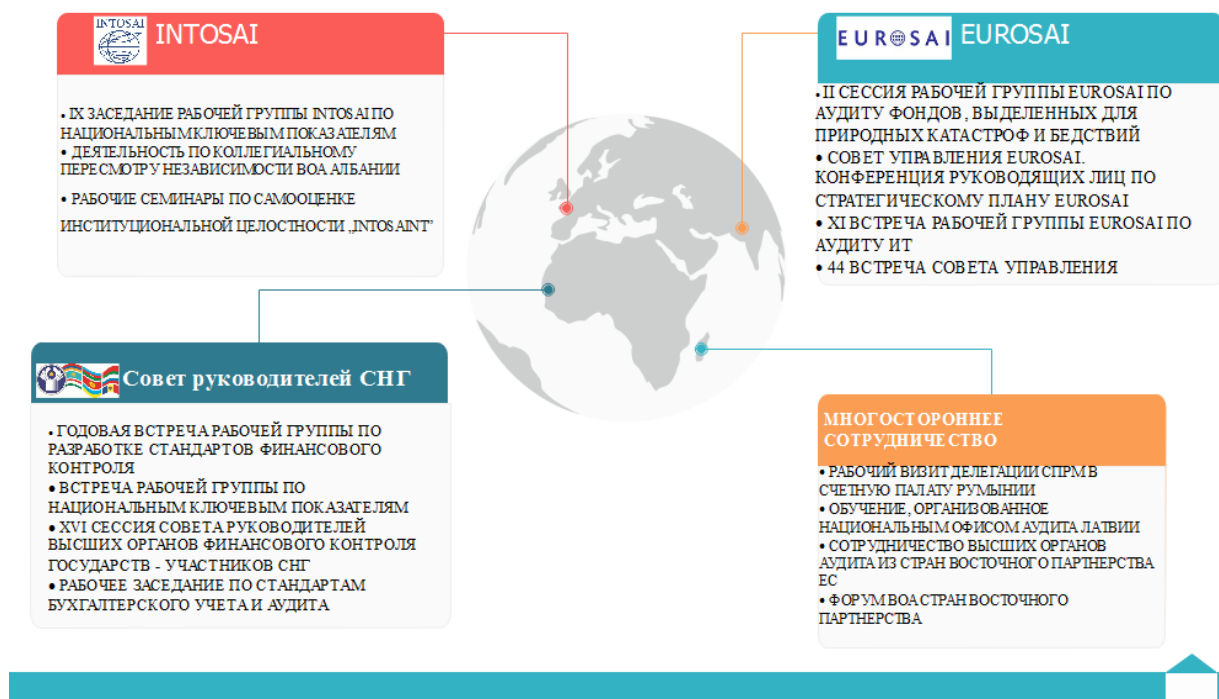 INTOSAI
INTOSAI
• IX ЗАСЕДАНИЕ РАБОЧЕЙ ГРУППЫ INTOSAI ПО
НАЦИОНАЛЬНЫМ КЛЮЧЕВЫМ ПОКАЗАТЕЛЯМ
• ДЕЯТЕЛЬНОСТЬ ПО КОЛЛЕГИАЛЬНОМУ
ПЕРЕСМОТРУ НЕЗАВИСИМОСТИ ВОА АЛБАНИИ
• РАБОЧИЕ СЕМИНАРЫ ПО САМООЦЕНКЕ
ИНСТИТУЦИОНАЛЬНОЙ ЦЕЛОСТНОСТИ „INTOSAINT”
EUROSAI
EUROSAI
• II СЕССИЯ РАБОЧЕЙ ГРУППЫ EUROSAI ПО
АУДИТУ ФОНДОВ, ВЫДЕЛЕННЫХ ДЛЯ
ПРИРОДНЫХ КАТАСТРОФ И БЕДСТВИЙ
• СОВЕТ УПРАВЛЕНИЯ EUROSAI.
КОНФЕРЕНЦИЯ РУКОВОДЯЩИХ ЛИЦ ПО
СТРАТЕГИЧЕСКОМУ ПЛАНУ EUROSAI
• XI ВСТРЕЧА РАБОЧЕЙ ГРУППЫ EUROSAI ПО
АУДИТУ ИТ
• 44 ВСТРЕЧА СОВЕТА УПРАВЛЕНИЯ
Совет руководителей СНГ
• ГОДОВАЯ ВСТРЕЧА РАБОЧЕЙ ГРУППЫ ПО
РАЗРАБОТКЕ СТАНДАРТОВ ФИНАНСОВОГО
КОНТРОЛЯ
• ВСТРЕЧА РАБОЧЕЙ ГРУППЫ ПО
НАЦИОНАЛЬНЫМ КЛЮЧЕВЫМ ПОКАЗАТЕЛЯМ
• XVI СЕССИЯ СОВЕТА РУКОВОДИТЕЛЕЙ
ВЫСШИХ ОРГАНОВ ФИНАНСОВОГО КОНТРОЛЯ
ГОСУДАРСТВ - УЧАСТНИКОВ СНГ
• РАБОЧЕЕ ЗАСЕДАНИЕ ПО СТАНДАРТАМ
БУХГАЛТЕРСКОГО УЧЕТА И АУДИТА
МНОГОСТОРОННЕЕ
СОТРУДНИЧЕСТВО
• РАБОЧИЙ ВИЗИТ ДЕЛЕГАЦИИ СПРМ В
СЧЕТНУЮ ПАЛАТУ РУМЫНИИ
• ОБУЧЕНИЕ, ОРГАНИЗОВАННОЕ
НАЦИОНАЛЬНЫМ ОФИСОМ АУДИТА ЛАТВИИ
• СОТРУДНИЧЕСТВО ВЫСШИХ ОРГАНОВ
АУДИТА ИЗ СТРАН ВОСТОЧНОГО ПАРТНЕРСТВА
ЕС
• ФОРУМ ВОА СТРАН ВОСТОЧНОГО
ПАРТНЕРСТВА